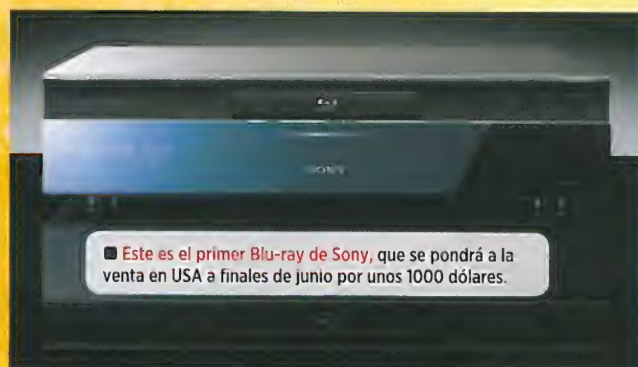 SONY
■ Este es el primer Blu-ray de Sony, que se pondrá a la
venta en USA a finales de junio por unos 1000 dólares.